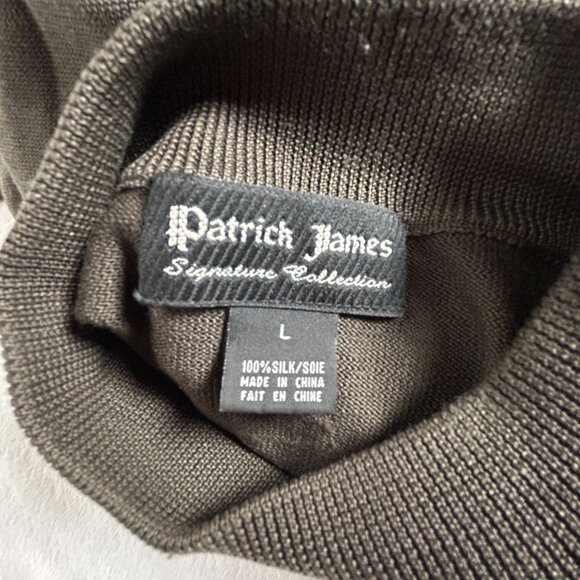 Patrick James
Signature Collection
L
100%SILK/SOIE
MADE IN CHINA
FAIT EN CHINE